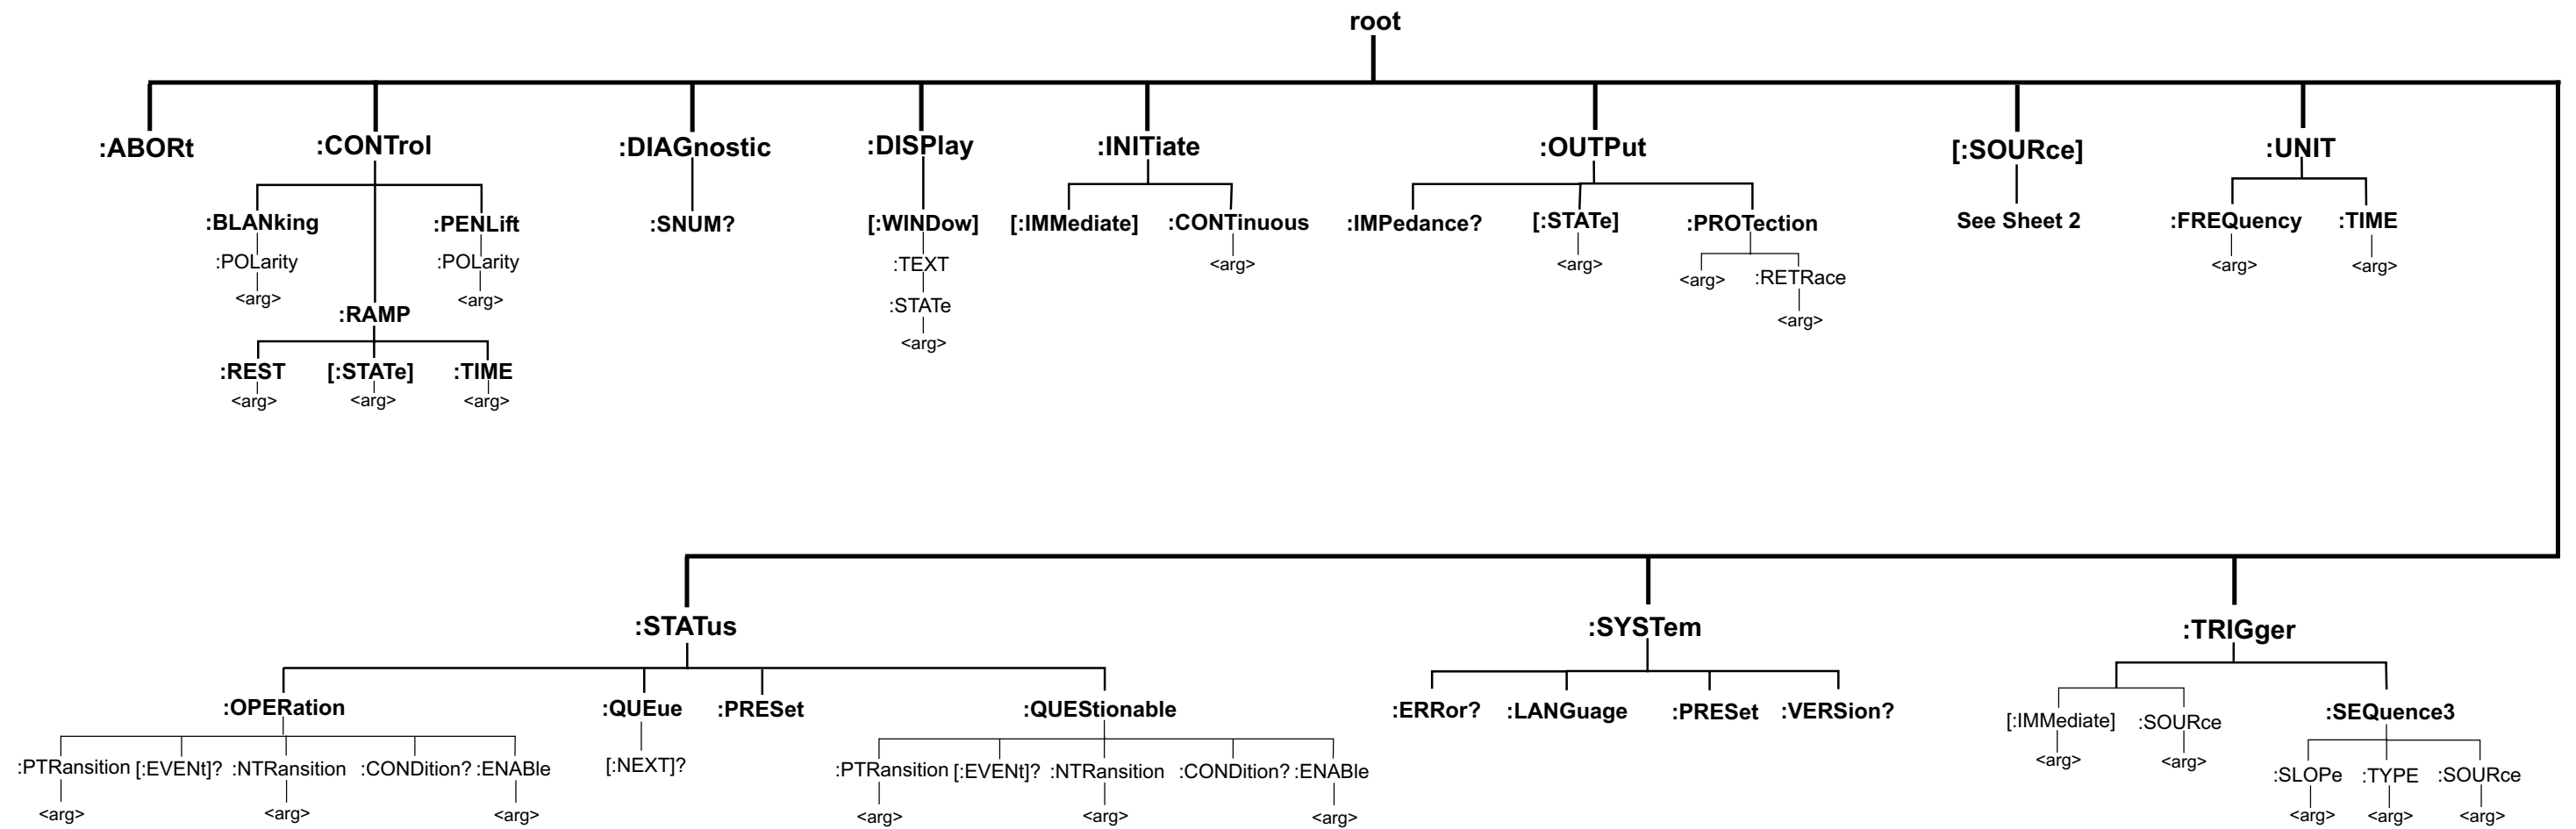 root
:ABORt :CONTrol :DIAGnostic :DISPlay :INITiate :OUTPut [:SOURce] :UNIT
:BLANking :PENLift :SNUM? [:WINDow] [:IMMediate] :CONTinuous :IMPedance? [:STATe] :PROTection See Sheet 2 :FREQuency :TIME
:POLarity :POLarity :TEXT <arg> <arg> <arg> :RETRace <arg> <arg>
<arg> <arg> :STATe <arg>
:RAMP <arg>
:REST [:STATe] :TIME
<arg> <arg> <arg>
:STATus :SYSTem :TRIGger
:OPERation :QUEue :PRESet :QUEStionable :ERRor? :LANGuage :PRESet :VERSion? [:IMMediate] :SOURce :SEQuence3
:PTRansition [:EVENt]? :NTRansition :CONDition? :ENABle [:NEXT]? :PTRansition [:EVENt]? :NTRansition :CONDition? :ENABle <arg> <arg> :SLOPe :TYPE :SOURce
<arg> <arg> <arg> <arg> <arg> <arg> <arg> <arg> <arg>